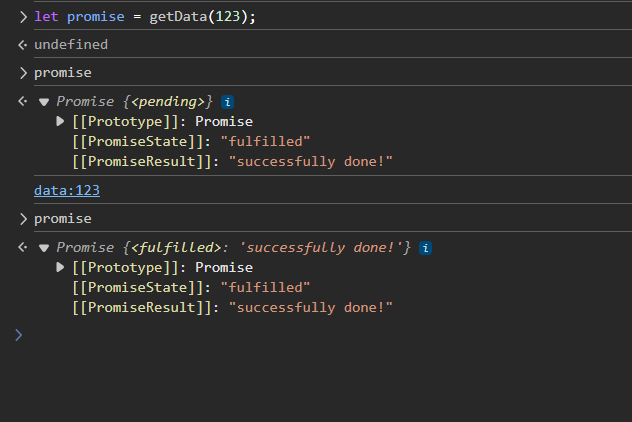 let promise = getData(123);
undefined
promise
Promise {<pending>} i
[[Prototype]]: Promise
[[PromiseState]]: "fulfilled"
[[PromiseResult]]: "successfully done!"
data:123
promise
Promise {<fulfilled>: 'successfully done!'} i
[[Prototype]]: Promise
[[PromiseState]]: "fulfilled"
[[PromiseResult]]: "successfully done!"